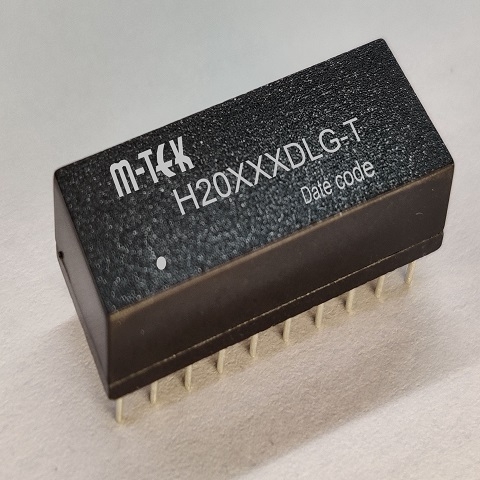 M-TEK
H20XXXDLG-T
Date code